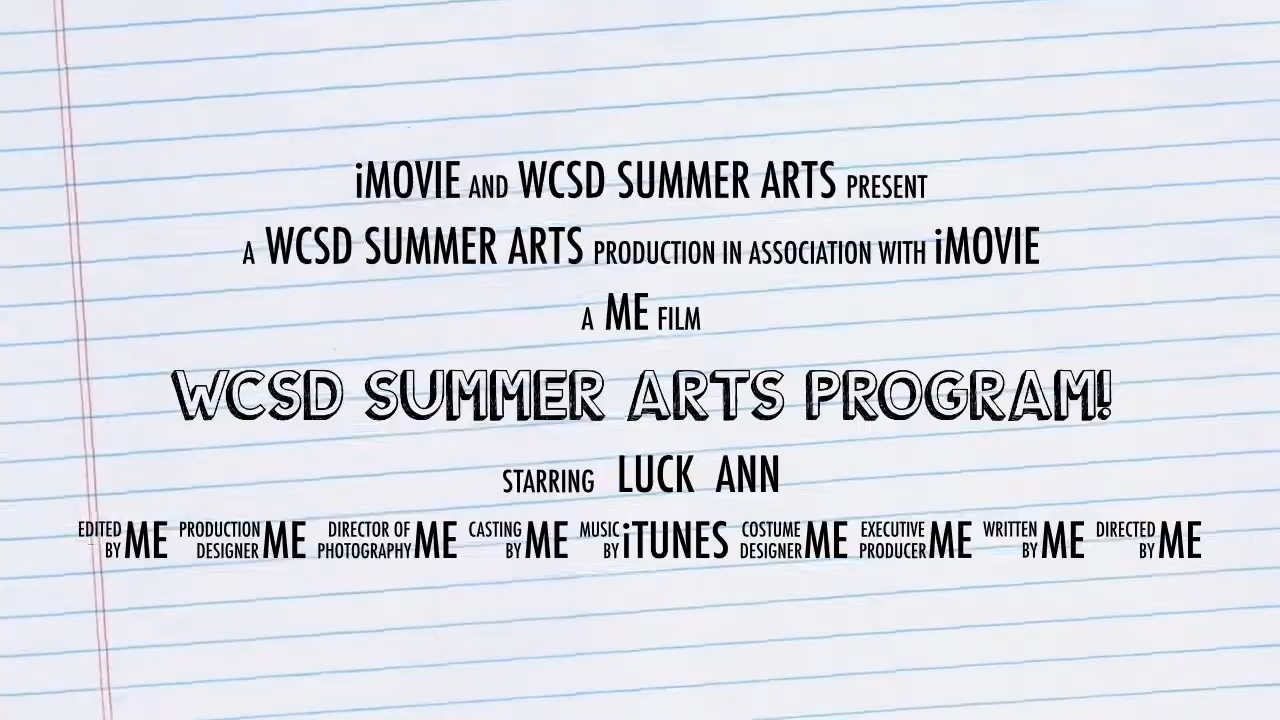 iMOVIE AND WCSD SUMMER ARTS PRESENT
A WCSD SUMMER ARTS PRODUCTION IN ASSOCIATION WITH iMOVIE
A ME FILM
WCSD SUMMER ARTS PROGRAM!
STARRING LUCK ANN
EDITED BY ME PRODUCTION DESIGNER ME DIRECTOR OF PHOTOGRAPHY ME CASTING BY ME MUSIC BY iTUNES COSTUME DESIGNER ME EXECUTIVE PRODUCER ME WRITTEN BY ME DIRECTED BY ME